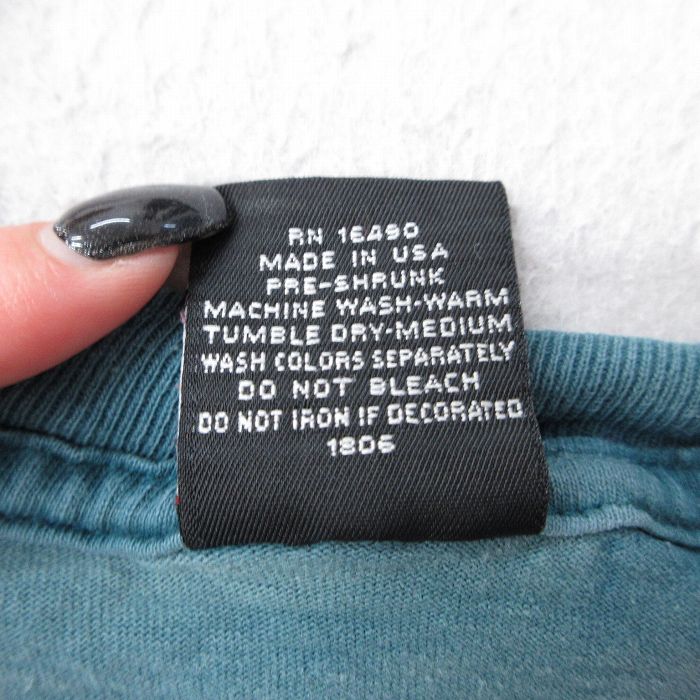 RN 16490
MADE IN USA
PRE-SHRUNK
MACHINE WASH-WARM
TUMBLE DRY-MEDIUM
WASH COLORS SEPARATELY
DO NOT BLEACH
DO NOT IRON IF DECORATED
1806